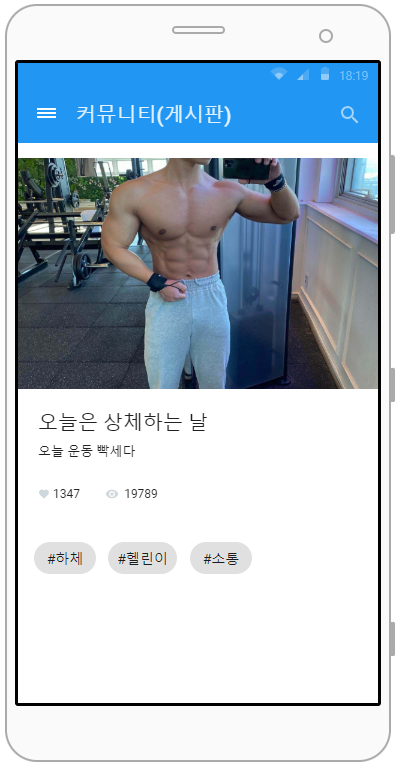 18:19
커뮤니티(게시판)
오늘은 상체하는 날
오늘 운동 빡세다
1347 19789
#하체 #헬린이 #소통